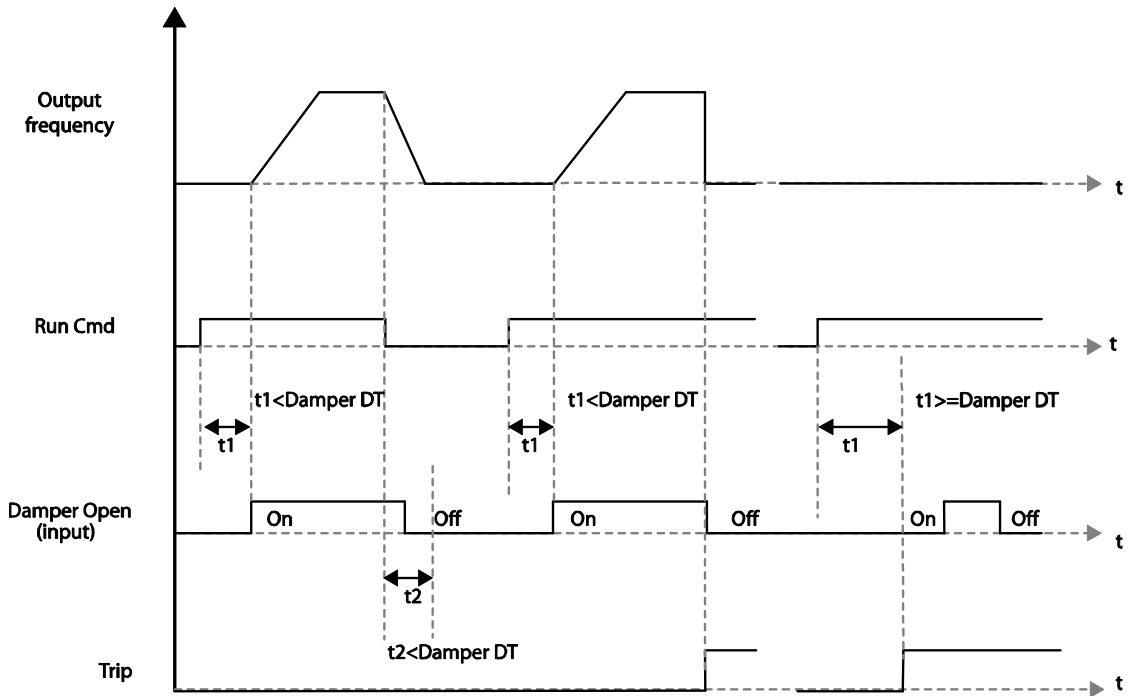 Output
frequency
t
Run Cmd
t
t1<Damper DT
t1<Damper DT
t1>=Damper DT
t1
t1
t1
Damper Open
(input)
On
Off
On
Off
On
Off
t
t2
t2<Damper DT
Trip
t